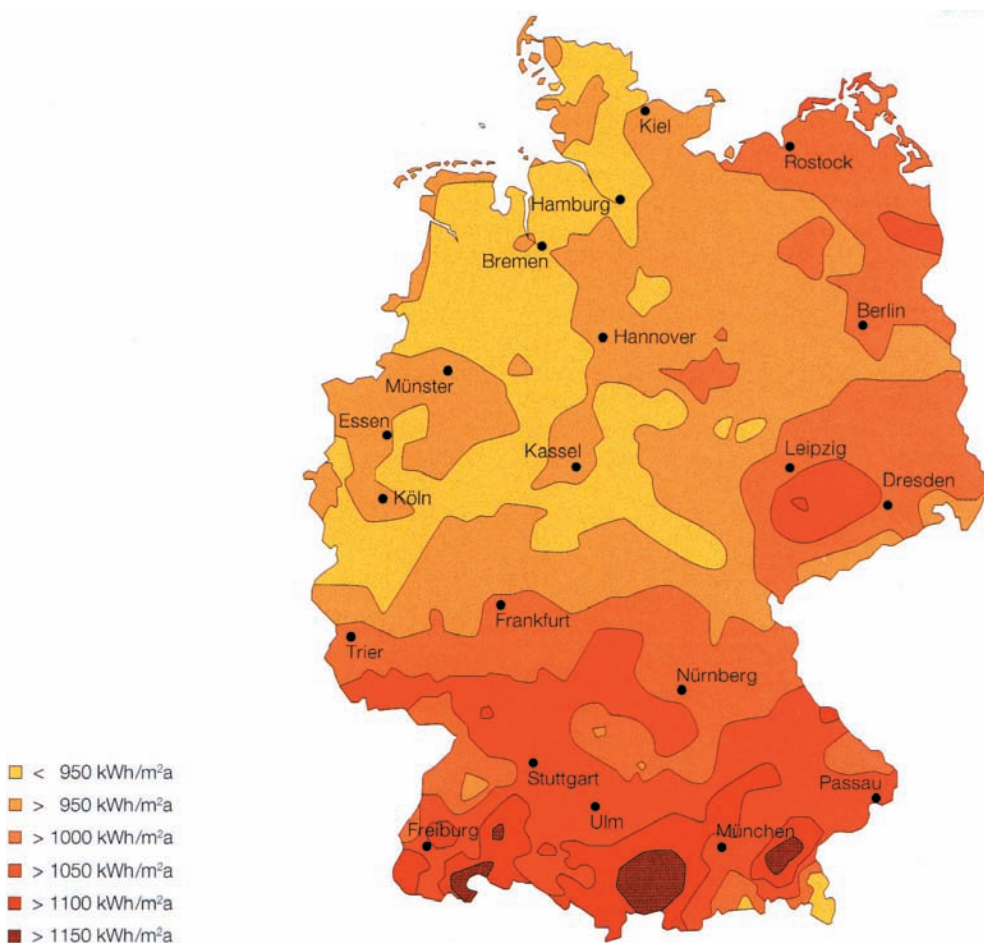 Kiel
Rostock
Hamburg
Bremen
Berlin
Hannover
Münster
Essen
Kassel
Leipzig
Dresden
Köln
Frankfurt
Trier
Nürnberg
Stuttgart
Passau
Ulm
Freiburg
München
< 950 kWh/m²a
> 950 kWh/m²a
> 1000 kWh/m²a
> 1050 kWh/m²a
> 1100 kWh/m²a
> 1150 kWh/m²a